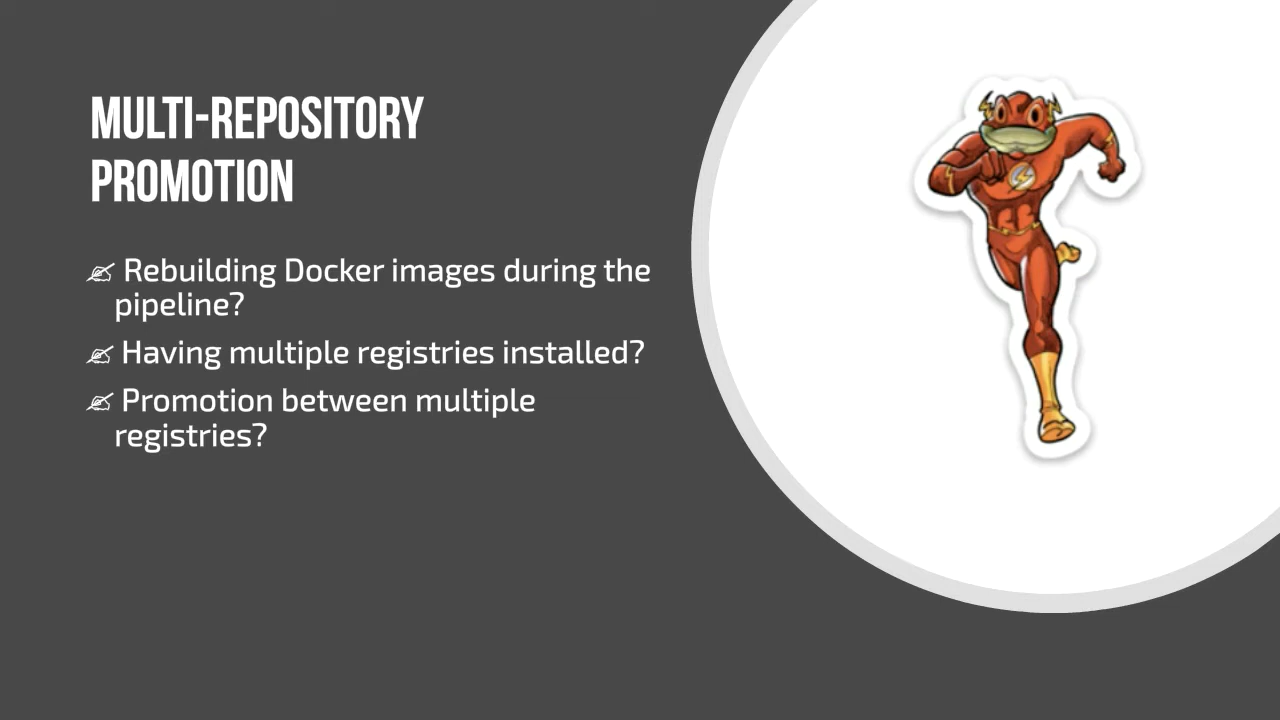 MULTI-REPOSITORY
PROMOTION
✍ Rebuilding Docker images during the
pipeline?
✍ Having multiple registries installed?
✍ Promotion between multiple
registries?